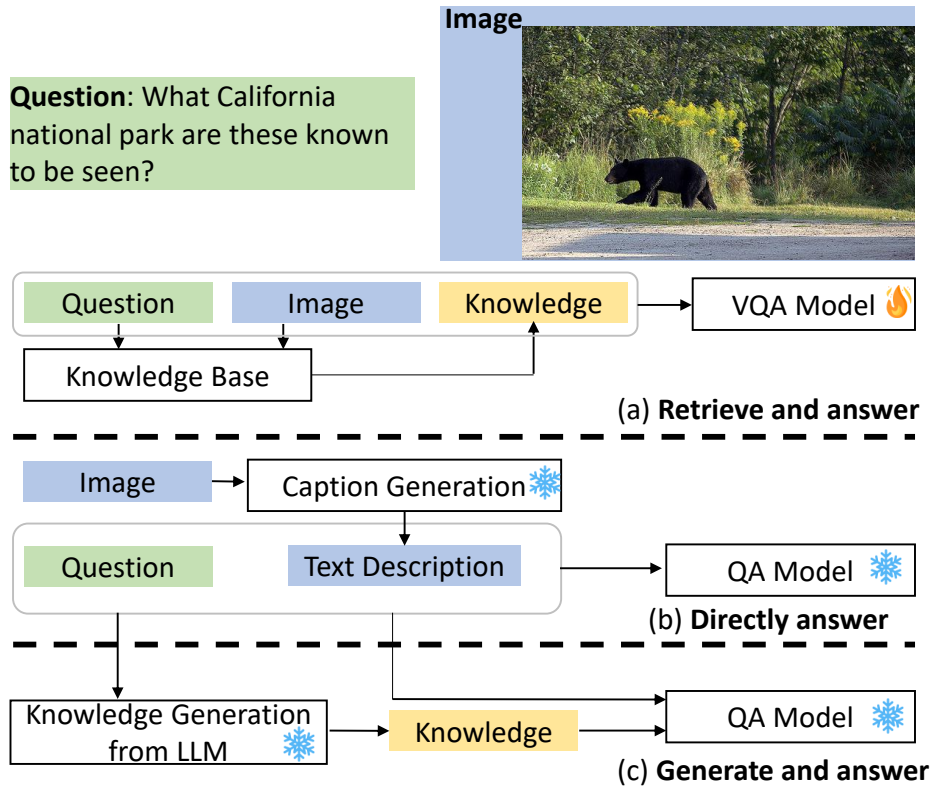 Image
Question: What California
national park are these known
to be seen?
Question
Image
Knowledge
VQA Model
Knowledge Base
(a) Retrieve and answer
Image
Caption Generation
Question
Text Description
QA Model
(b) Directly answer
Knowledge Generation
from LLM
Knowledge
QA Model
(c) Generate and answer